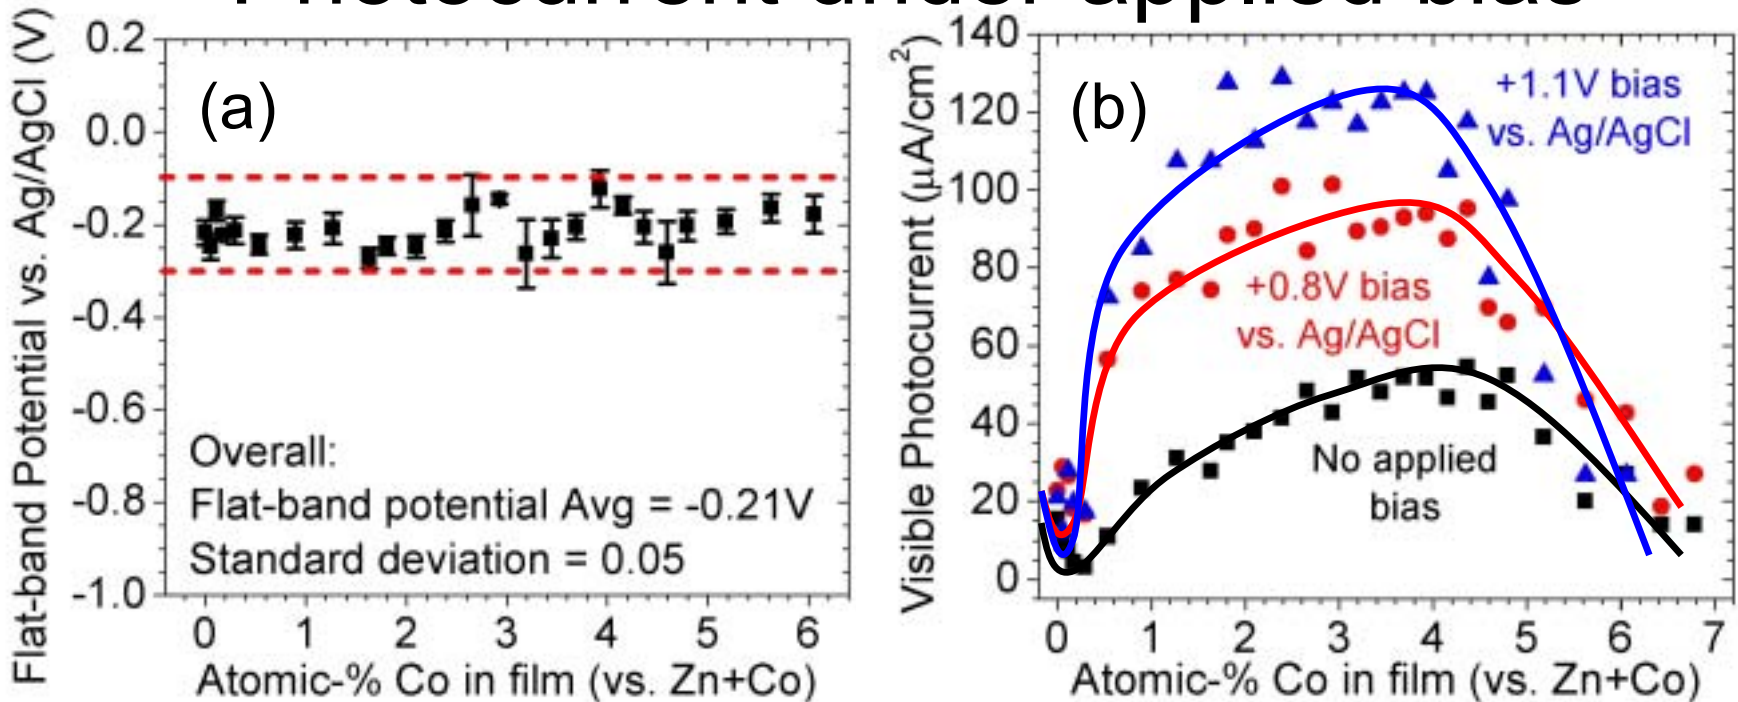 Photocurrent under applied bias
(a)
Flat-band Potential vs. Ag/AgCl (V)
0.2
0.0
-0.2
-0.4
-0.6
-0.8
-1.0
Overall:
Flat-band potential Avg = -0.21V
Standard deviation = 0.05
0 1 2 3 4 5 6
Atomic-% Co in film (vs. Zn+Co)
(b)
Visible Photocurrent (μA/cm²)
140
120
100
80
60
40
20
0
+1.1V bias
vs. Ag/AgCl
+0.8V bias
vs. Ag/AgCl
No applied
bias
0 1 2 3 4 5 6 7
Atomic-% Co in film (vs. Zn+Co)